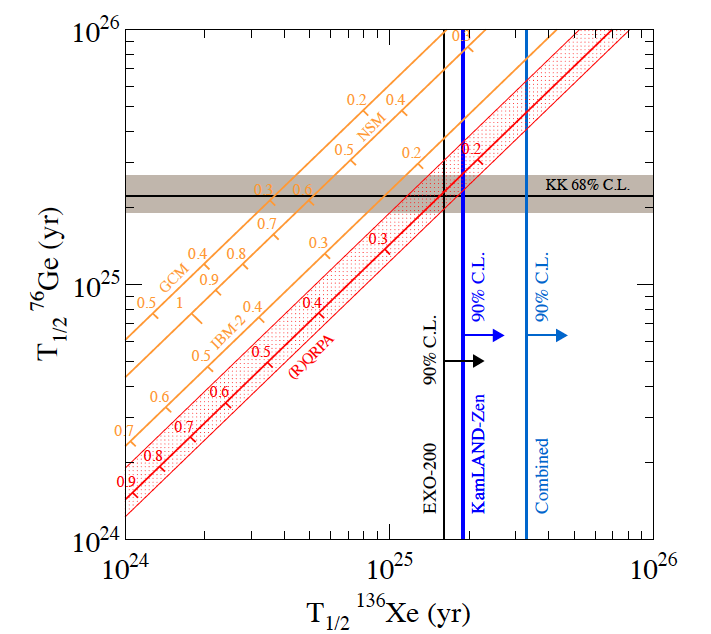 10^26
0.3
0.2 0.4
NSM
0.5
0.2
0.2
KK 68% C.L.
0.3 0.6
0.7
0.3
0.3
0.4
0.8
GCM
0.9
10^25
0.5
1
0.4
0.4
IBM-2
0.5
0.5
(R)QRPA
0.6
0.6
0.7
0.7
0.8
0.9
T_1/2 ^76Ge (yr)
EXO-200
90% C.L.
KamLAND-Zen
90% C.L.
Combined
90% C.L.
10^24
10^24
10^25
10^26
T_1/2 ^136Xe (yr)